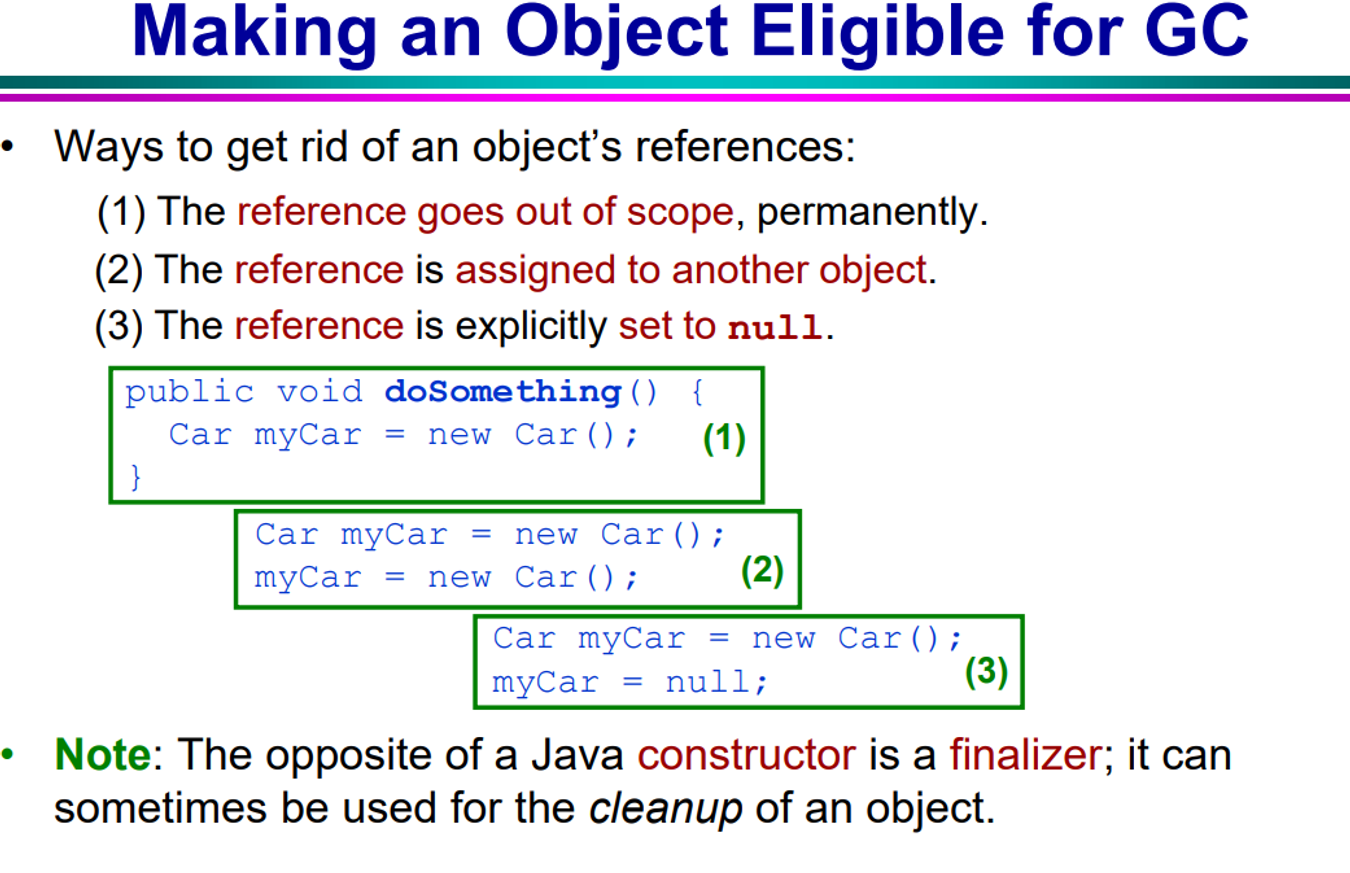 Making an Object Eligible for GC
• Ways to get rid of an object’s references:
(1) The reference goes out of scope, permanently.
(2) The reference is assigned to another object.
(3) The reference is explicitly set to null.
public void doSomething() {
Car myCar = new Car(); (1)
}
Car myCar = new Car();
myCar = new Car(); (2)
Car myCar = new Car();
myCar = null; (3)
• Note: The opposite of a Java constructor is a finalizer; it can
sometimes be used for the cleanup of an object.